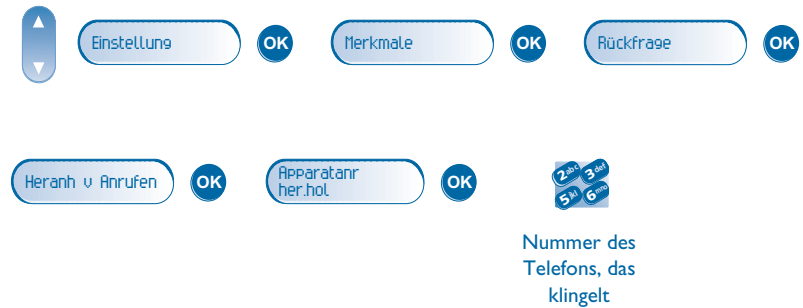 Einstellung OK Merkmale OK Rückfrage OK
Heranh v Anrufen OK Apparatanr her.hol OK 2abc 3def 5jkl 6mno
Nummer des
Telefons, das
klingelt